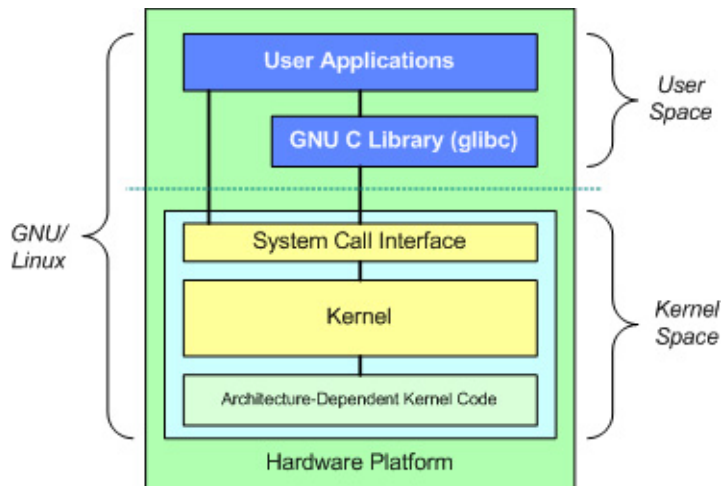 User Applications
GNU C Library (glibc)
User
Space
GNU/
Linux
System Call Interface
Kernel
Kernel
Space
Architecture-Dependent Kernel Code
Hardware Platform